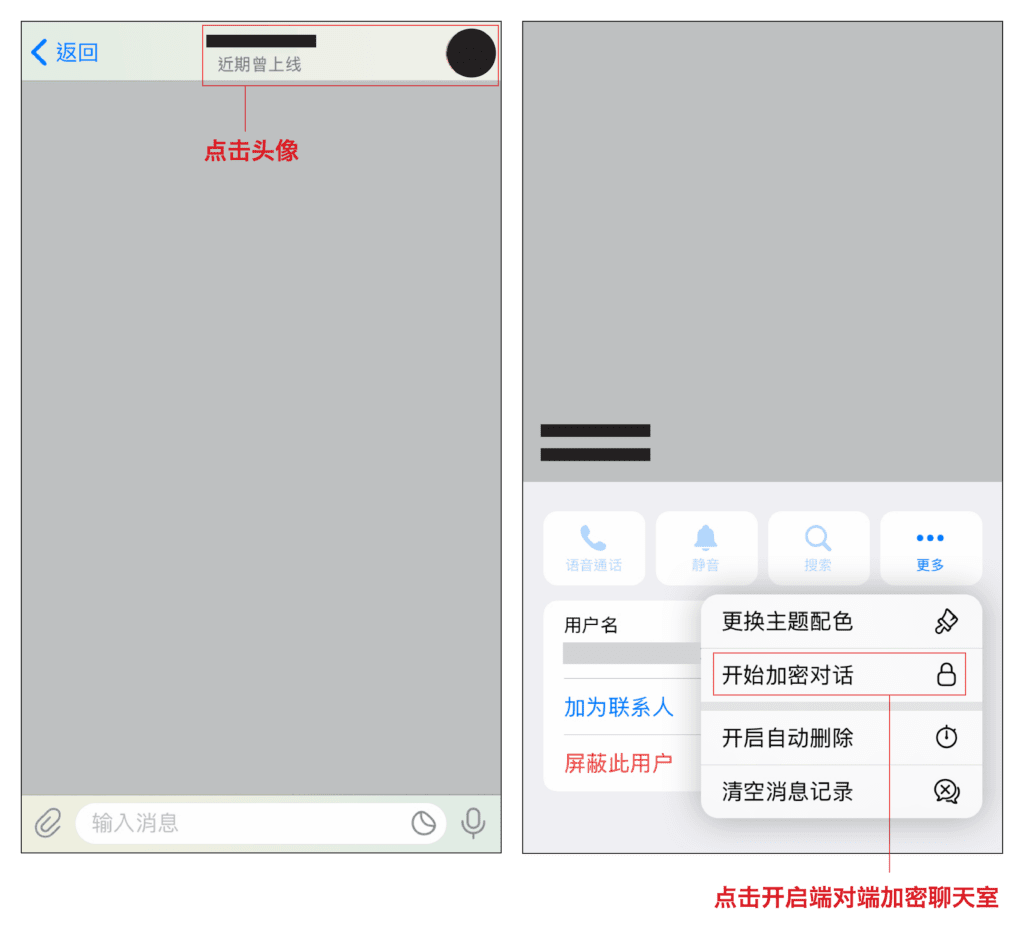 返回
近期曾上线
点击头像
输入消息
语音通话
静音
搜索
更多
用户名
加为联系人
屏蔽此用户
更换主题配色
开始加密对话
开启自动删除
清空消息记录
点击开启端对端加密聊天室